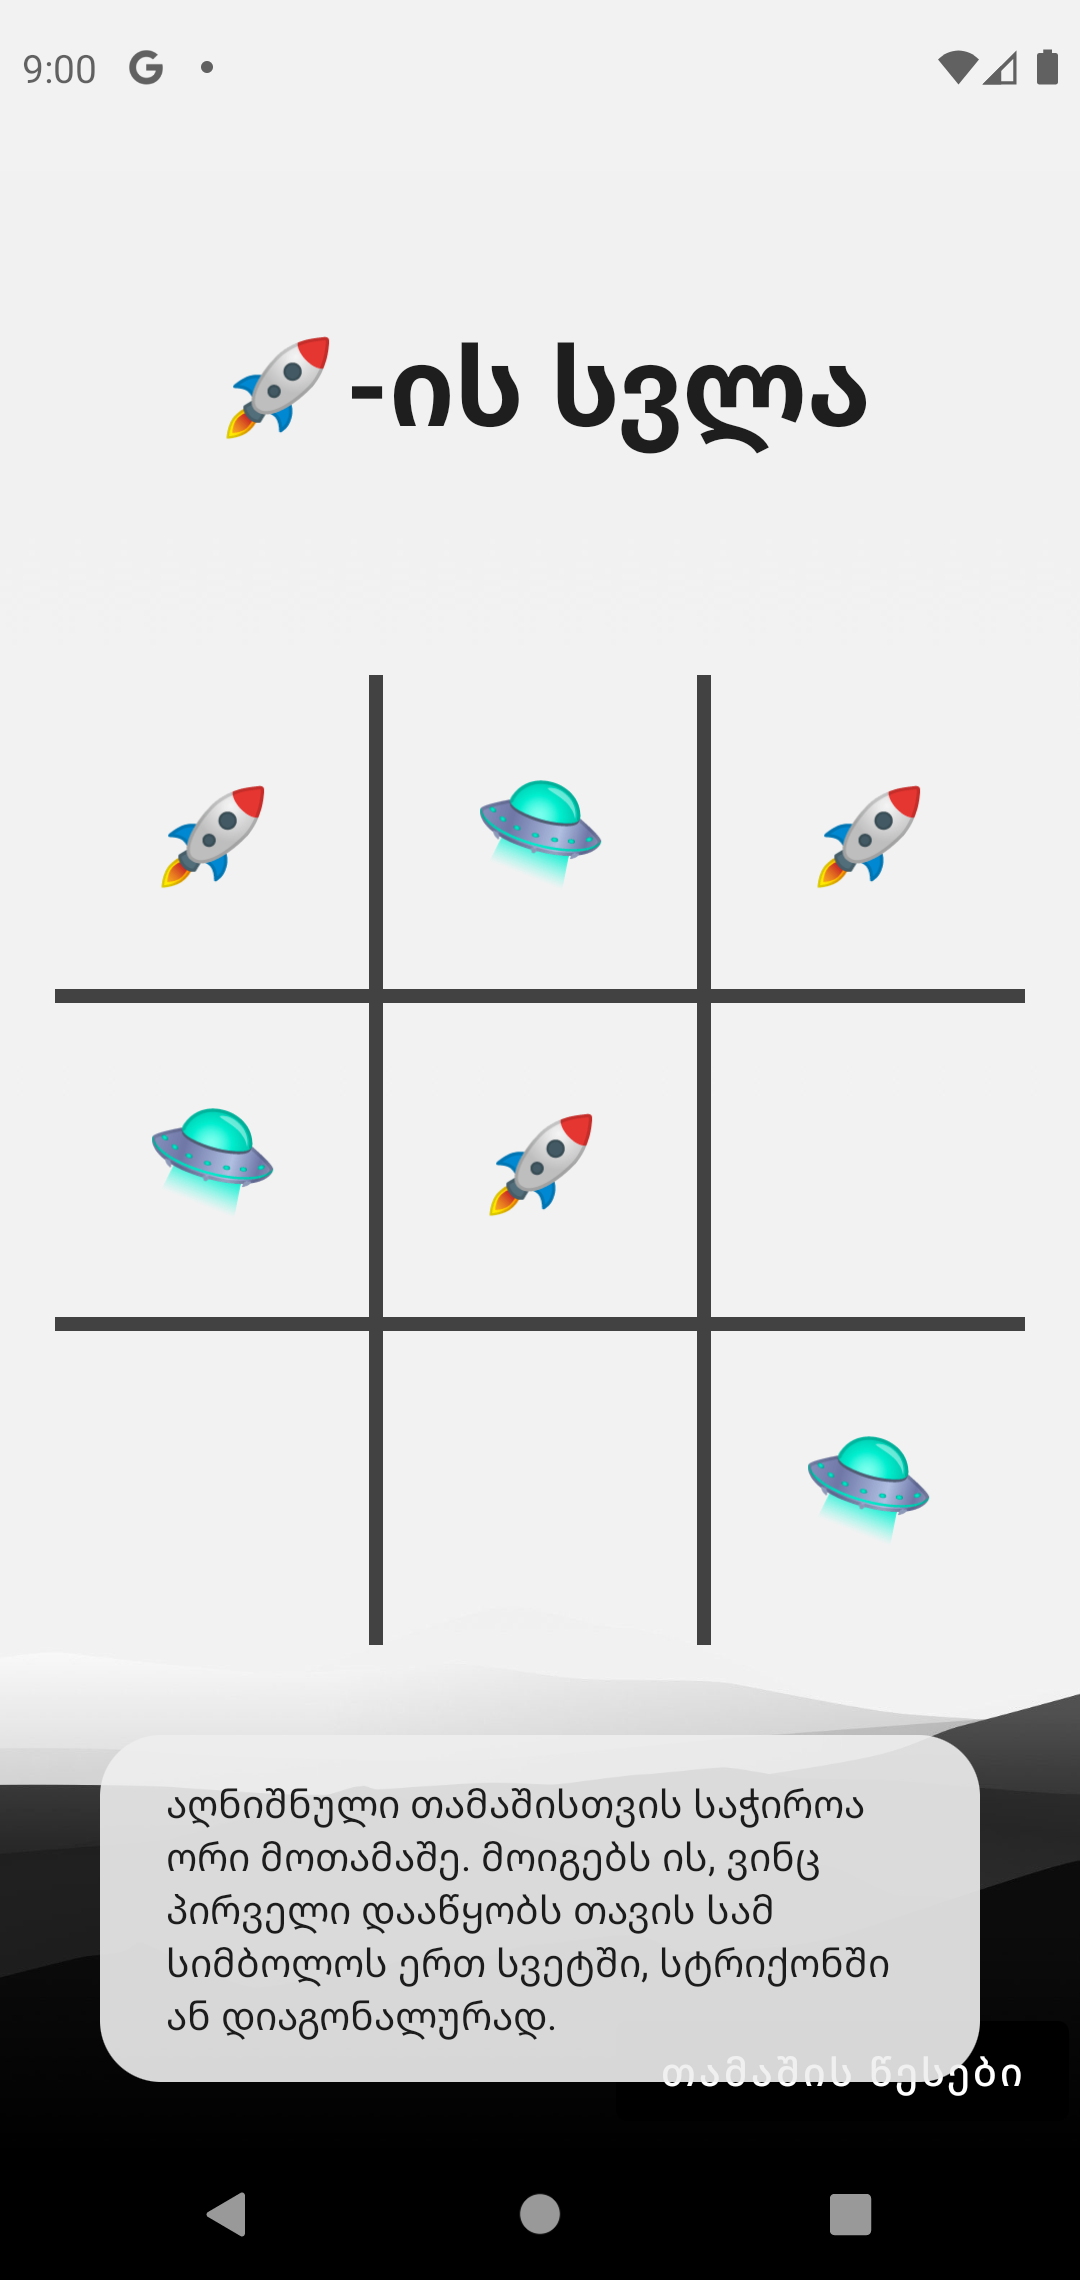 9:00
🚀-ის სვლა
აღნიშნული თამაშისთვის საჭიროა
ორი მოთამაშე. მოიგებს ის, ვინც
პირველი დააწყობს თავის სამ
სიმბოლოს ერთ სვეტში, სტრიქონში
ან დიაგონალურად.
თამაშის წესები